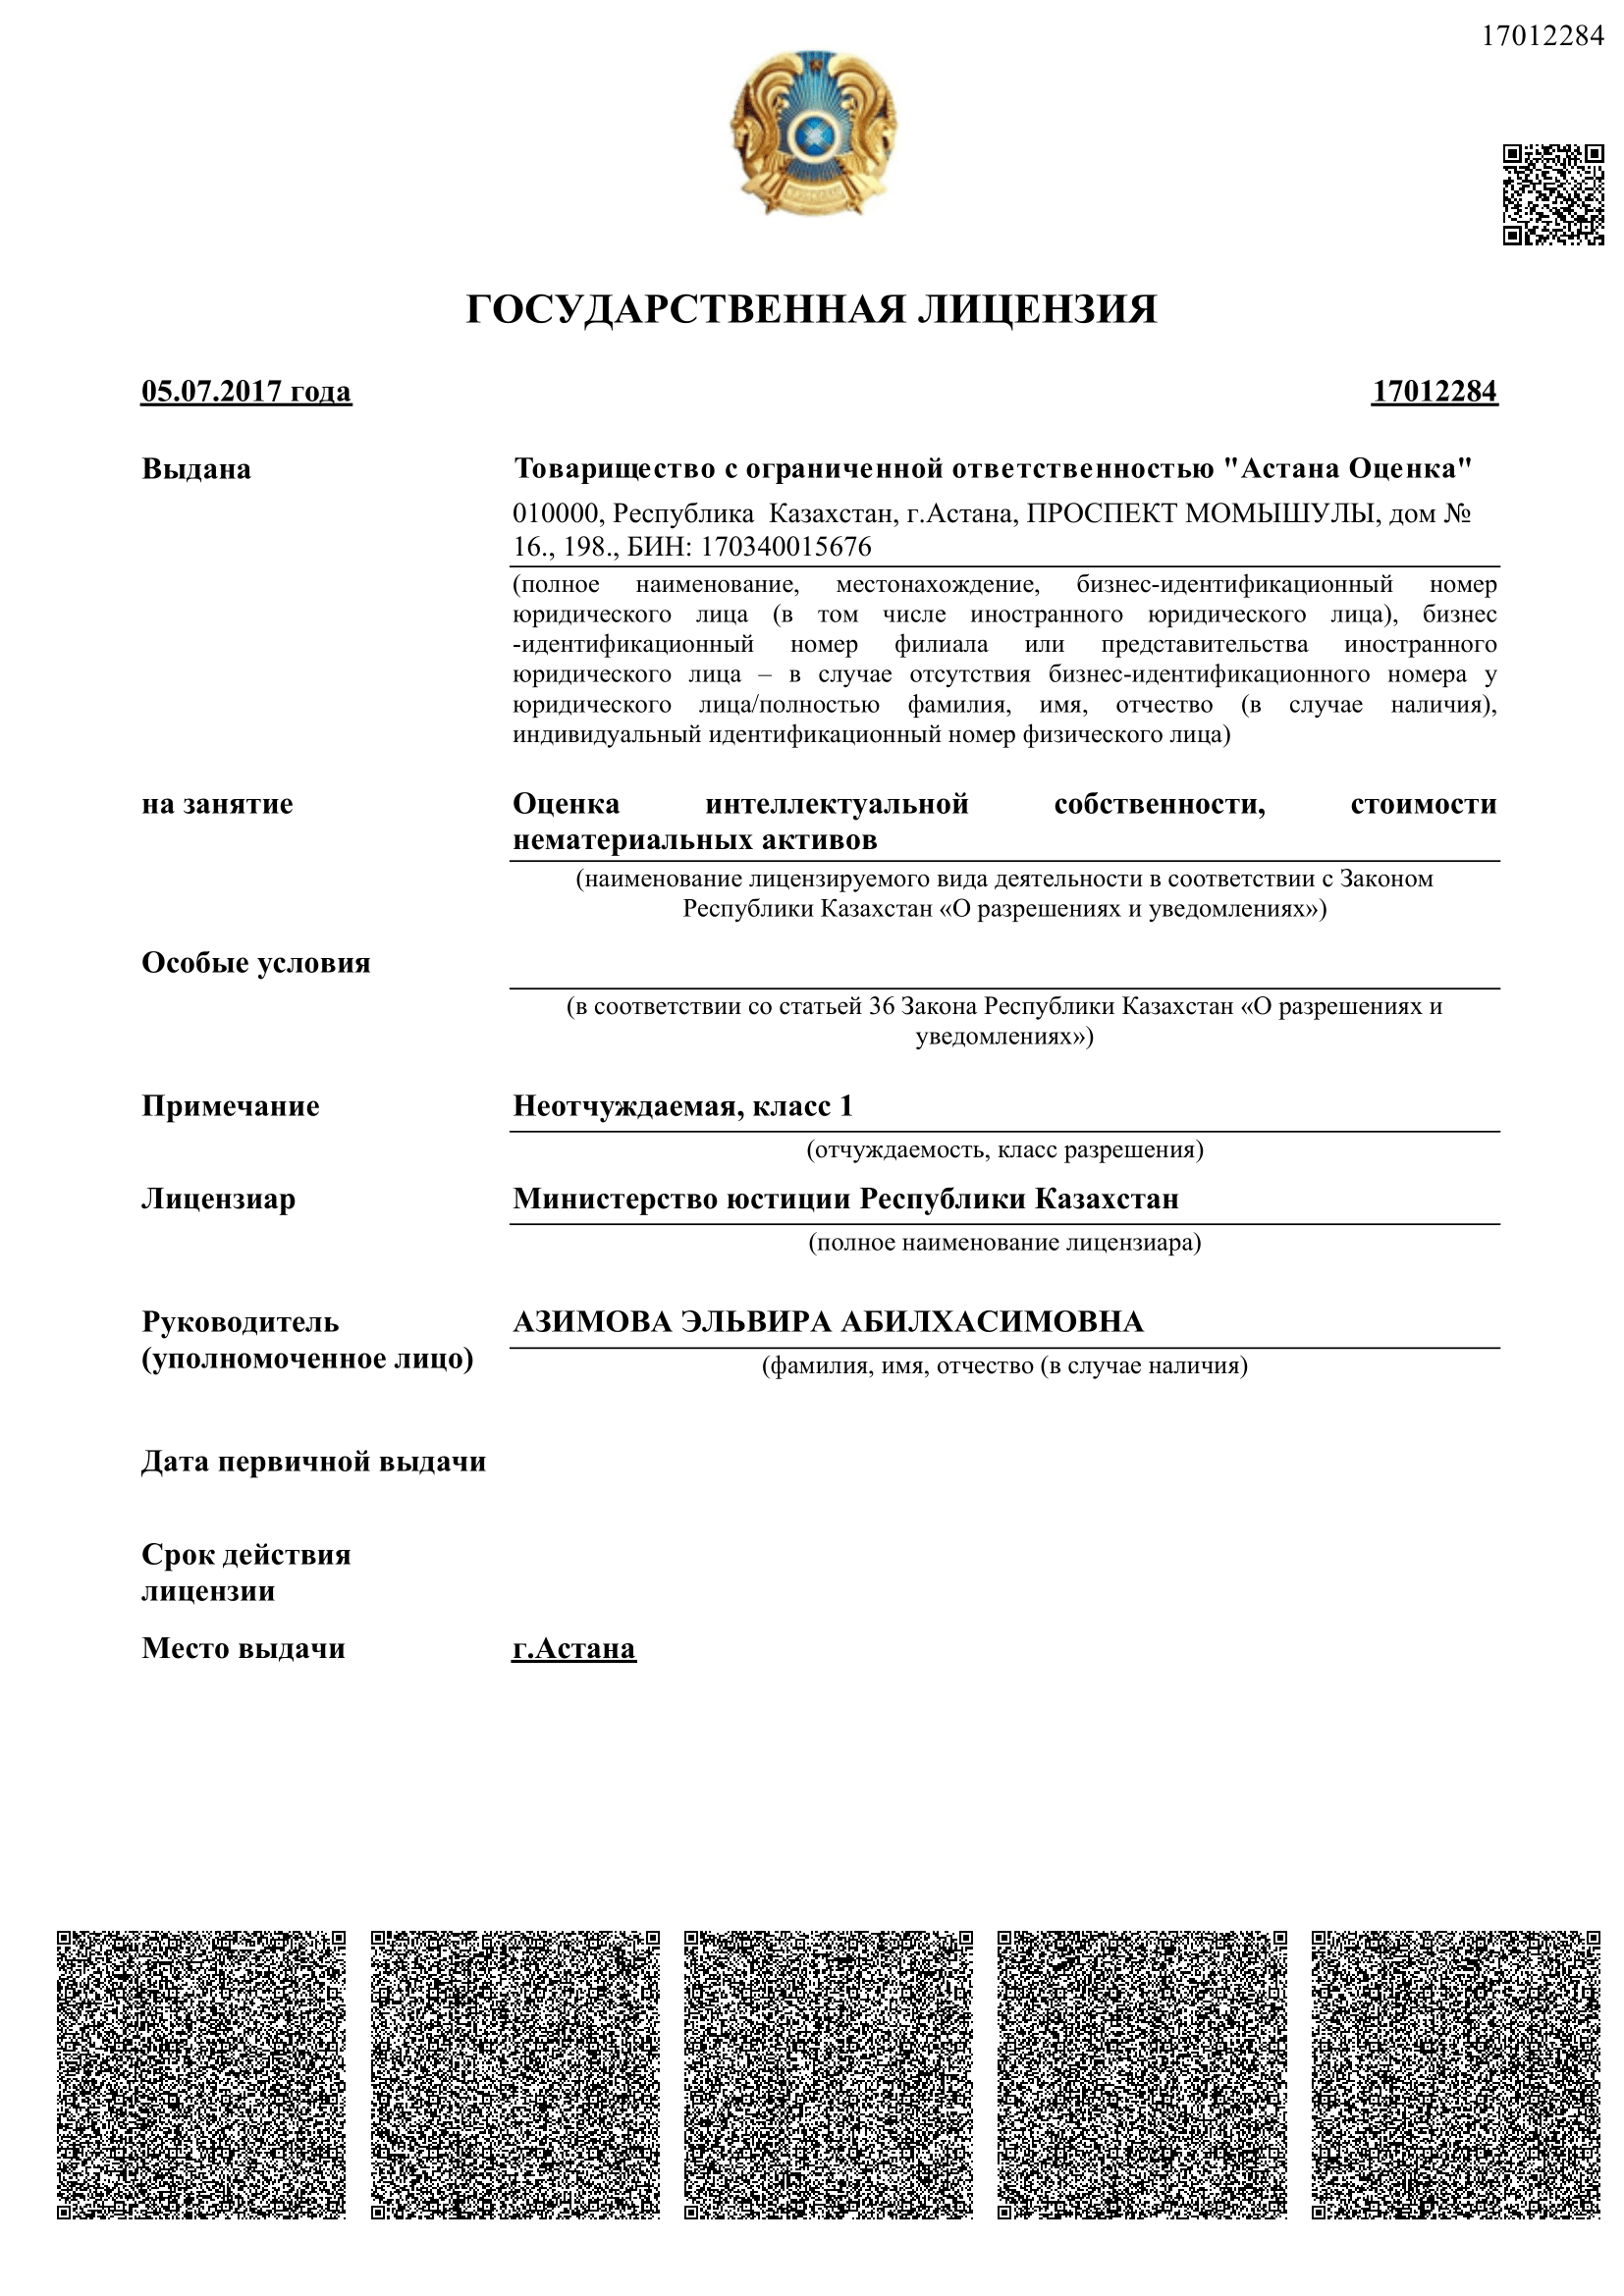 17012284
ГОСУДАРСТВЕННАЯ ЛИЦЕНЗИЯ
05.07.2017 года
17012284
Выдана
Товарищество с ограниченной ответственностью "Астана Оценка"
010000, Республика  Казахстан, г.Астана, ПРОСПЕКТ МОМЫШУЛЫ, дом №
16., 198., БИН: 170340015676
(полное наименование, местонахождение, бизнес-идентификационный номер
юридического лица (в том числе иностранного юридического лица), бизнес
-идентификационный номер филиала или представительства иностранного
юридического лица – в случае отсутствия бизнес-идентификационного номера у
юридического лица/полностью фамилия, имя, отчество (в случае наличия),
индивидуальный идентификационный номер физического лица)
на занятие
Оценка интеллектуальной собственности, стоимости
нематериальных активов
(наименование лицензируемого вида деятельности в соответствии с Законом
Республики Казахстан «О разрешениях и уведомлениях»)
Особые условия
(в соответствии со статьей 36 Закона Республики Казахстан «О разрешениях и
уведомлениях»)
Примечание
Неотчуждаемая, класс 1
(отчуждаемость, класс разрешения)
Лицензиар
Министерство юстиции Республики Казахстан
(полное наименование лицензиара)
Руководитель
(уполномоченное лицо)
АЗИМОВА ЭЛЬВИРА АБИЛХАСИМОВНА
(фамилия, имя, отчество (в случае наличия)
Дата первичной выдачи
Срок действия
лицензии
Место выдачи
г.Астана